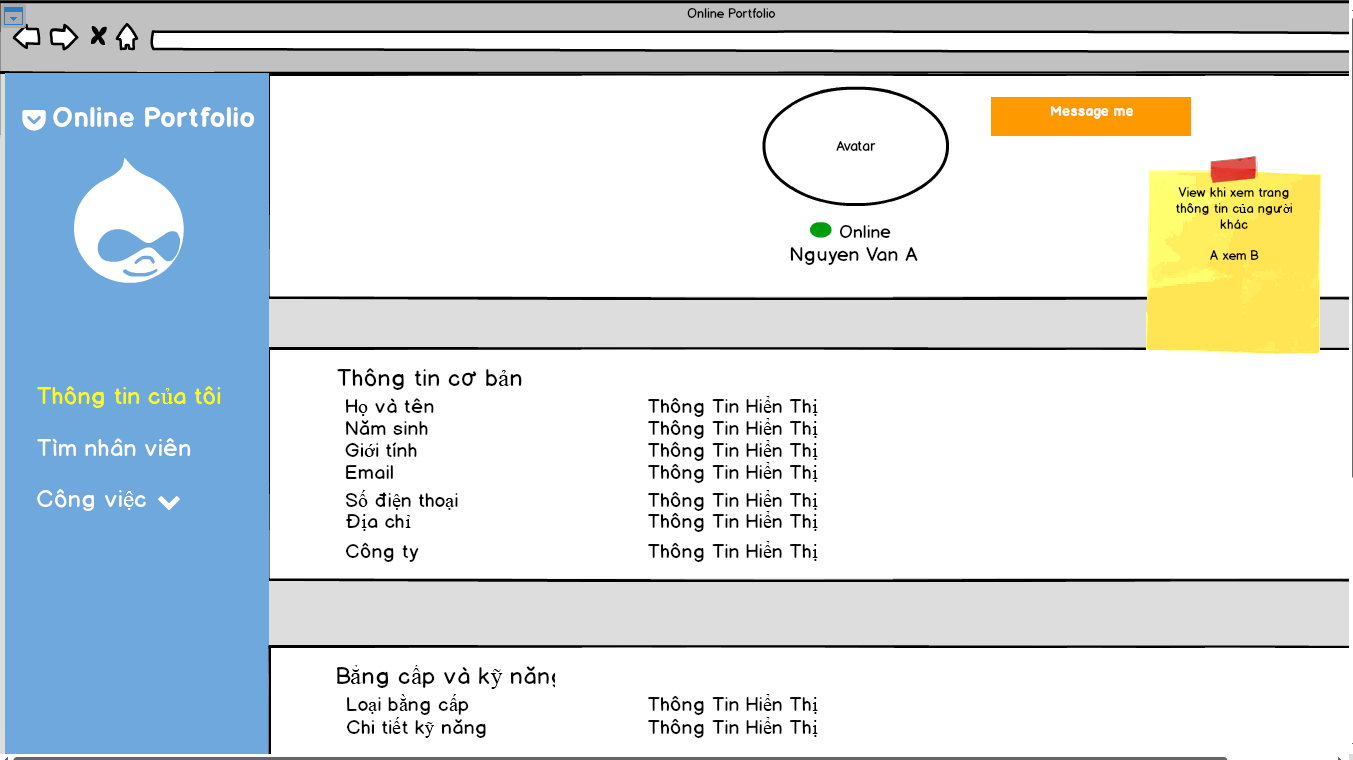 Online Portfolio
Online Portfolio
Thông tin của tôi
Tìm nhân viên
Công việc
Avatar
Message me
Online
Nguyen Van A
View khi xem trang
thông tin của người
khác
A xem B
Thông tin cơ bản
Họ và tên Thông Tin Hiển Thị
Năm sinh Thông Tin Hiển Thị
Giới tính Thông Tin Hiển Thị
Email Thông Tin Hiển Thị
Số điện thoại Thông Tin Hiển Thị
Địa chỉ Thông Tin Hiển Thị
Công ty Thông Tin Hiển Thị
Bằng cấp và kỹ năng
Loại bằng cấp Thông Tin Hiển Thị
Chi tiết kỹ năng Thông Tin Hiển Thị